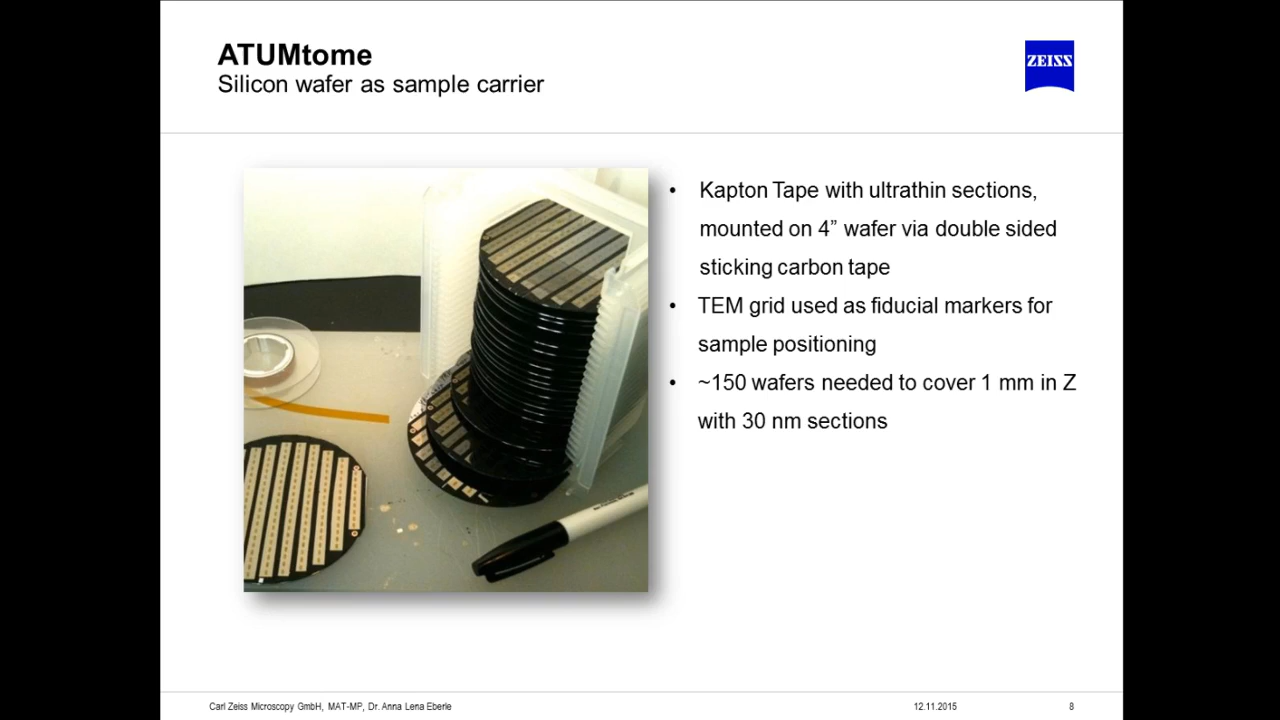 ATUMtome
Silicon wafer as sample carrier
ZEISS
• Kapton Tape with ultrathin sections,
mounted on 4” wafer via double sided
sticking carbon tape
• TEM grid used as fiducial markers for
sample positioning
• ~150 wafers needed to cover 1 mm in Z
with 30 nm sections
Carl Zeiss Microscopy GmbH, MAT-MP, Dr. Anna Lena Eberle
12.11.2015
8